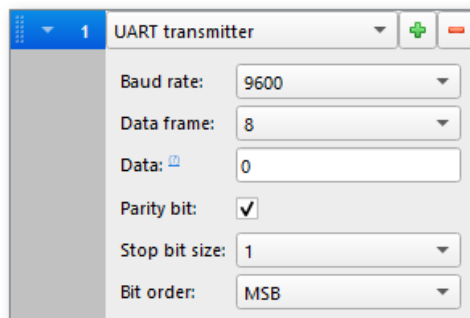 1 UART transmitter
Baud rate: 9600
Data frame: 8
Data: 0
Parity bit:
Stop bit size: 1
Bit order: MSB